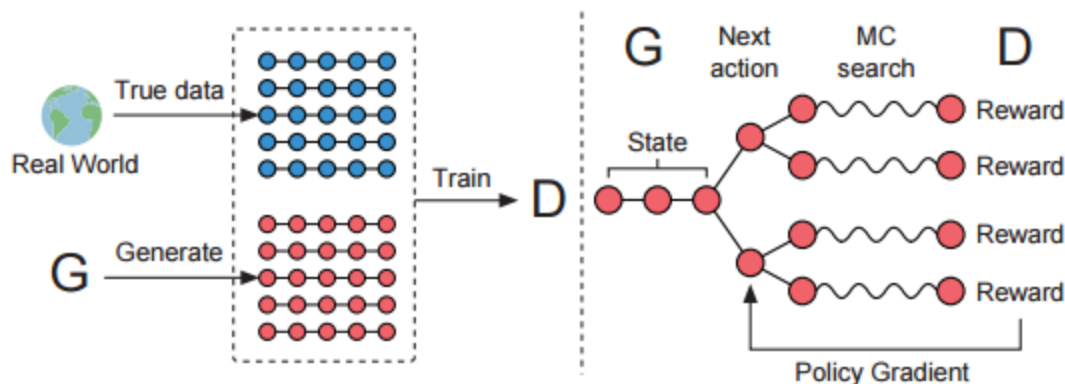 True data
Real World
G
Generate
Train
D
G
Next
action
MC
search
D
State
Reward
Reward
Reward
Reward
Policy Gradient